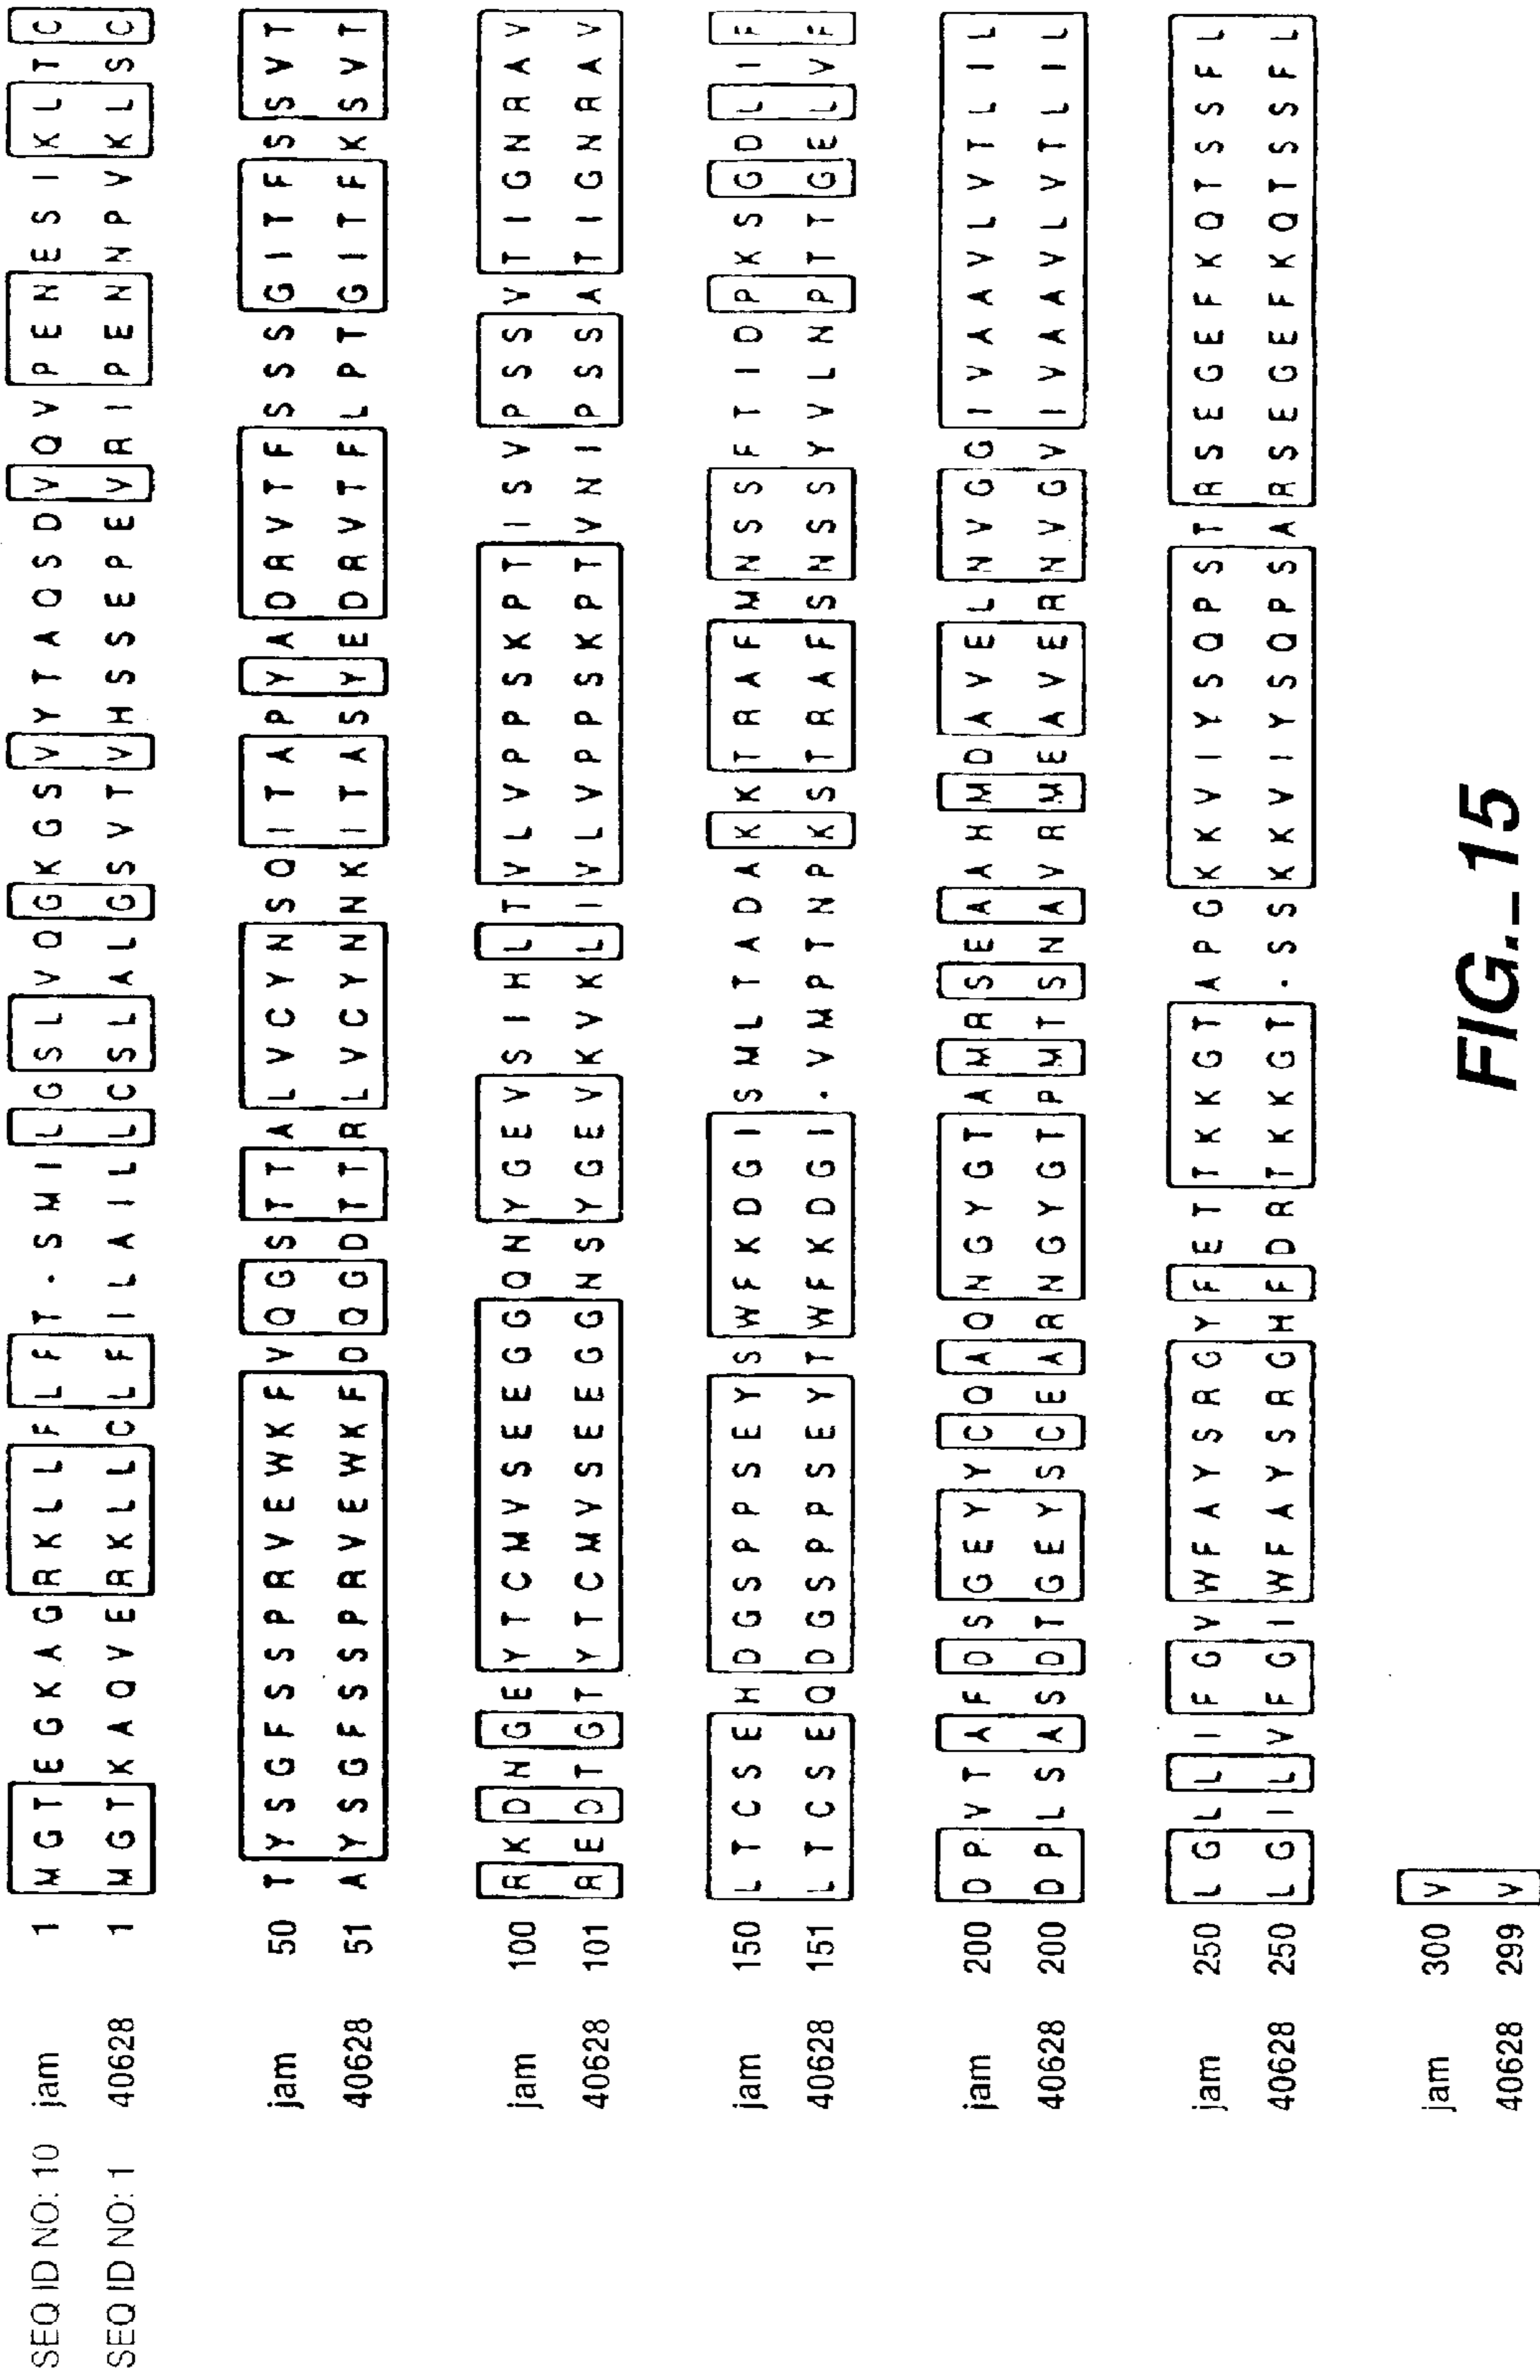 SEQ ID NO: 10 jam 1 M G T E G K A G R K L L F L F T . S M I L G S L V Q G K G S V Y T A Q S D V Q V P E N E S I K L T C
SEQ ID NO: 1 40628 1 M G T K A Q V E R K L L C L F I L A I L L C S L A L G S V T V H S S E P E V R I P E N N P V K L S C
jam 50 T Y S G F S S P R V E W K F V Q G S T T A L V C Y N S Q I T A P Y A D R V T F S S S G I T F S S V T
40628 51 A Y S G F S S P R V E W K F D Q G D T T R L V C Y N N K I T A S Y E D R V T F L P T G I T F K S V T
jam 100 R K D N G E Y T C M V S E E G G Q N Y G E V S I H L T V L V P P S K P T I S V P S S V T I G N R A V
40628 101 R E D T G T Y T C M V S E E G G N S Y G E V K V K L I V L V P P S K P T V N I P S S A T I G N R A V
jam 150 L T C S E H D G S P P S E Y S W F K D G I S M L T A D A K K T R A F M N S S F T I D P K S G D L I F
40628 151 L T C S E Q D G S P P S E Y T W F K D G I . V M P T N P K S T R A F S N S S Y V L N P T T G E L V F
jam 200 D P V T A F D S G E Y Y C Q A Q N G Y G T A M R S E A A H M D A V E L N V G G I V A A V L V T L I L
40628 200 D P L S A S D T G E Y S C E A R N G Y G T P M T S N A V R M E A V E R N V G V I V A A V L V T L I L
jam 250 L G L L I F G V W F A Y S R G Y F E T T K K G T A P G K K V I Y S Q P S T R S E G E F K Q T S S F L
40628 250 L G I L V F G I W F A Y S R G H F D R T K K G T . S S K K V I Y S Q P S A R S E G E F K Q T S S F L
jam 300 V
40628 299 V
FIG._15